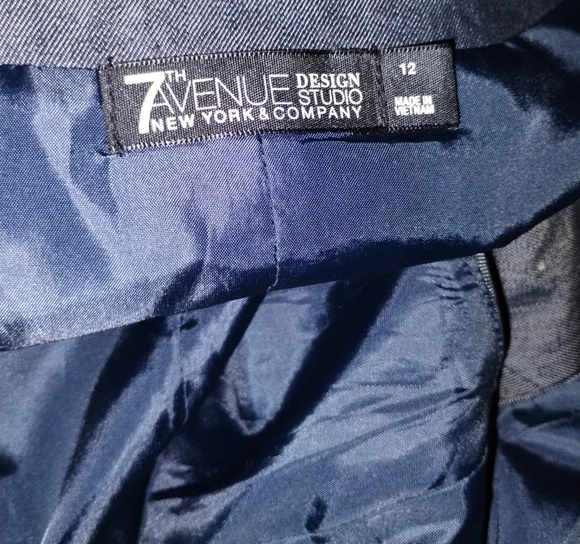 7TH AVENUE DESIGN STUDIO
NEW YORK & COMPANY
12
MADE IN
VIETNAM